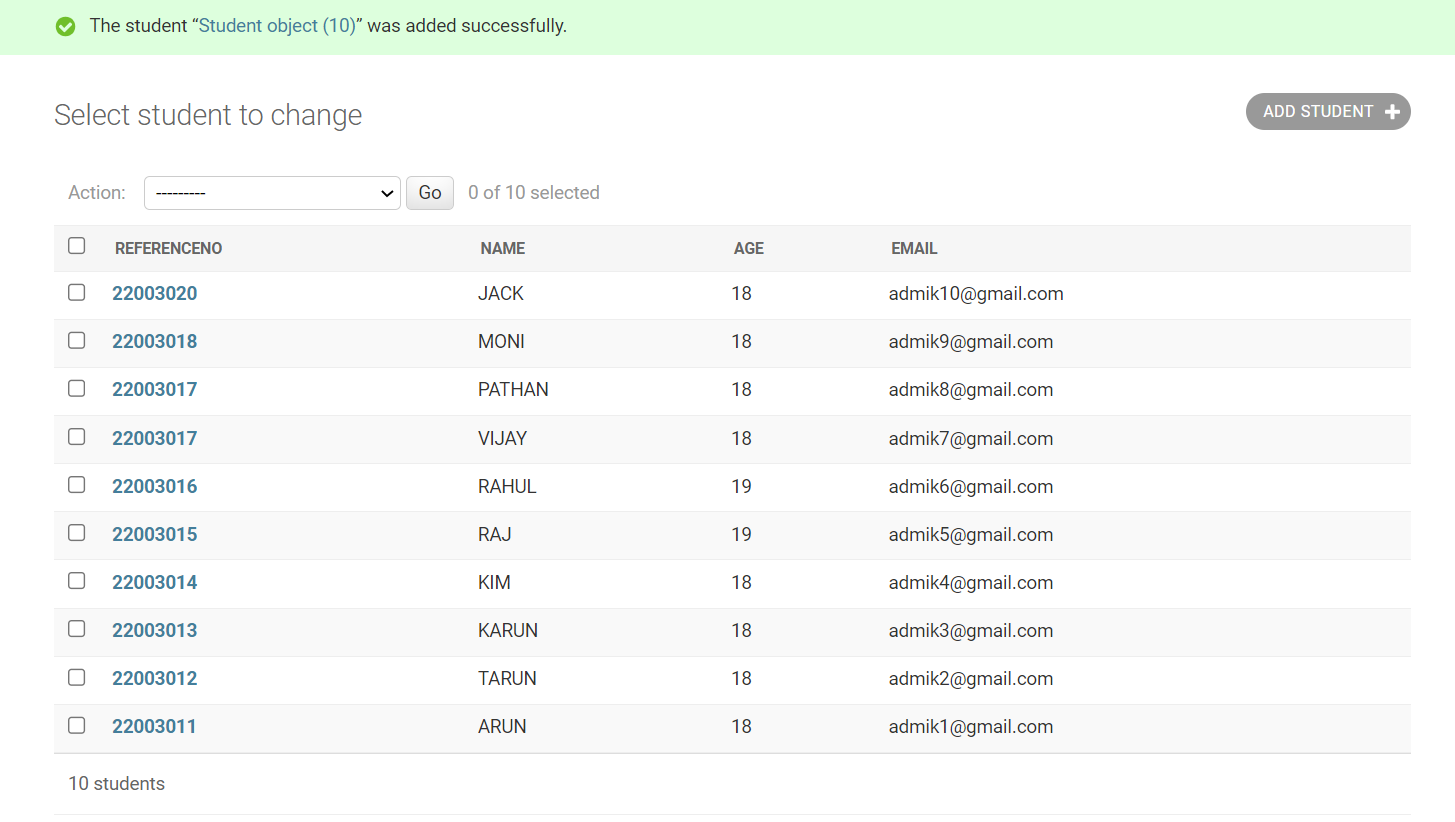 The student “Student object (10)” was added successfully.
Select student to change
ADD STUDENT
Action: --------- Go 0 of 10 selected
REFERENCENO NAME AGE EMAIL
22003020 JACK 18 admik10@gmail.com
22003018 MONI 18 admik9@gmail.com
22003017 PATHAN 18 admik8@gmail.com
22003017 VIJAY 18 admik7@gmail.com
22003016 RAHUL 19 admik6@gmail.com
22003015 RAJ 19 admik5@gmail.com
22003014 KIM 18 admik4@gmail.com
22003013 KARUN 18 admik3@gmail.com
22003012 TARUN 18 admik2@gmail.com
22003011 ARUN 18 admik1@gmail.com
10 students